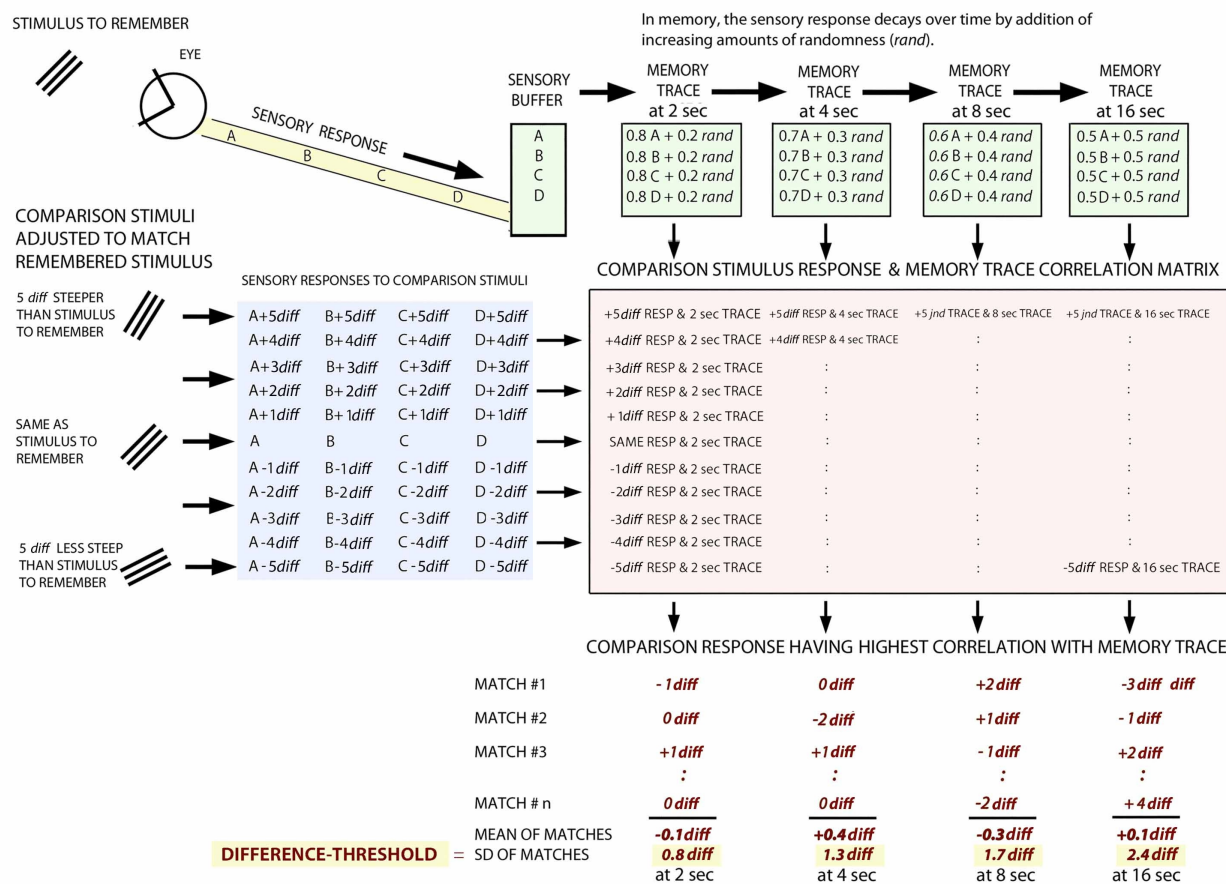 STIMULUS TO REMEMBER
EYE
SENSORY RESPONSE
A
B
C
D
In memory, the sensory response decays over time by addition of
increasing amounts of randomness (rand).
SENSORY
BUFFER
A
B
C
D
MEMORY
TRACE
at 2 sec
0.8 A + 0.2 rand
0.8 B + 0.2 rand
0.8 C + 0.2 rand
0.8 D + 0.2 rand
MEMORY
TRACE
at 4 sec
0.7A + 0.3 rand
0.7B + 0.3 rand
0.7C + 0.3 rand
0.7D + 0.3 rand
MEMORY
TRACE
at 8 sec
0.6 A + 0.4 rand
0.6 B + 0.4 rand
0.6 C + 0.4 rand
0.6 D + 0.4 rand
MEMORY
TRACE
at 16 sec
0.5 A + 0.5 rand
0.5 B + 0.5 rand
0.5 C + 0.5 rand
0.5 D + 0.5 rand
COMPARISON STIMULI
ADJUSTED TO MATCH
REMEMBERED STIMULUS
5 diff STEEPER
THAN STIMULUS
TO REMEMBER
SAME AS
STIMULUS TO
REMEMBER
5 diff LESS STEEP
THAN STIMULUS
TO REMEMBER
SENSORY RESPONSES TO COMPARISON STIMULI
A+5diff B+5diff C+5diff D+5diff
A+4diff B+4diff C+4diff D+4diff
A+3diff B+3diff C+3diff D+3diff
A+2diff B+2diff C+2diff D+2diff
A+1diff B+1diff C+1diff D+1diff
A B C D
A -1diff B-1diff C -1diff D -1diff
A -2diff B-2diff C -2diff D -2diff
A -3diff B-3diff C -3diff D -3diff
A -4diff B-4diff C -4diff D -4diff
A -5diff B-5diff C -5diff D -5diff
COMPARISON STIMULUS RESPONSE & MEMORY TRACE CORRELATION MATRIX
+5diff RESP & 2 sec TRACE +5diff RESP & 4 sec TRACE +5 jnd TRACE & 8 sec TRACE +5 jnd TRACE & 16 sec TRACE
+4diff RESP & 2 sec TRACE +4diff RESP & 4 sec TRACE : :
+3diff RESP & 2 sec TRACE : : :
+2diff RESP & 2 sec TRACE : : :
+1diff RESP & 2 sec TRACE : : :
SAME RESP & 2 sec TRACE : : :
-1diff RESP & 2 sec TRACE : : :
-2diff RESP & 2 sec TRACE : : :
-3diff RESP & 2 sec TRACE : : :
-4diff RESP & 2 sec TRACE : : :
-5diff RESP & 2 sec TRACE : : -5diff RESP & 16 sec TRACE
COMPARISON RESPONSE HAVING HIGHEST CORRELATION WITH MEMORY TRACE
MATCH #1 -1diff 0diff +2diff -3diff diff
MATCH #2 0diff -2diff +1diff -1diff
MATCH #3 +1diff +1diff -1diff +2diff
: : : :
MATCH # n 0diff 0diff -2diff +4diff
MEAN OF MATCHES -0.1diff +0.4diff -0.3diff +0.1diff
DIFFERENCE-THRESHOLD = SD OF MATCHES 0.8 diff 1.3 diff 1.7 diff 2.4 diff
at 2 sec at 4 sec at 8 sec at 16 sec